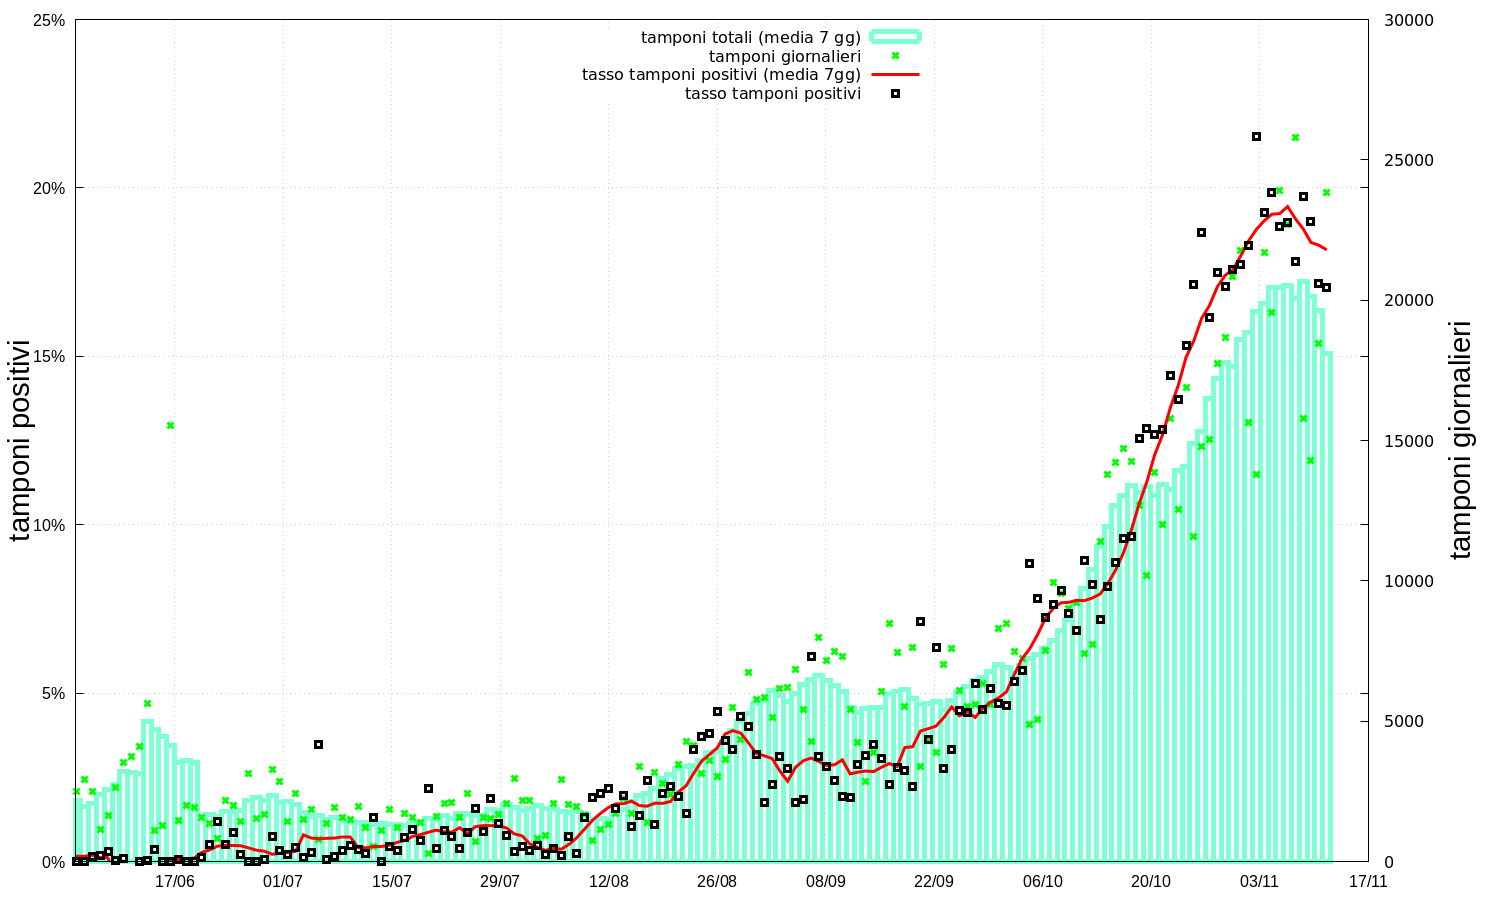 tamponi totali (media 7 gg)
tamponi giornalieri
tasso tamponi positivi (media 7gg)
tasso tamponi positivi
25%
20%
15%
10%
5%
0%
tamponi positivi
30000
25000
20000
15000
10000
5000
0
tamponi giornalieri
17/06 01/07 15/07 29/07 12/08 26/08 08/09 22/09 06/10 20/10 03/11 17/11